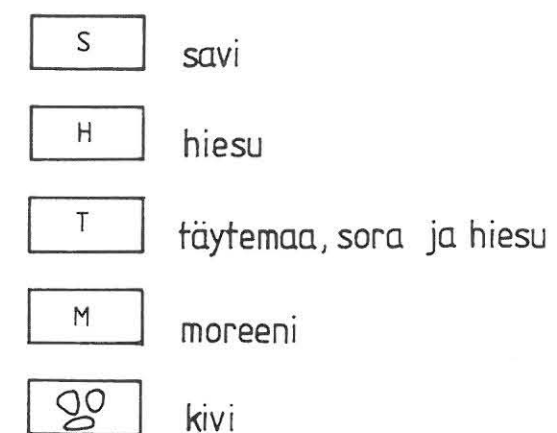 S savi
H hiesu
T täytemaa, sora ja hiesu
M moreeni
kivi